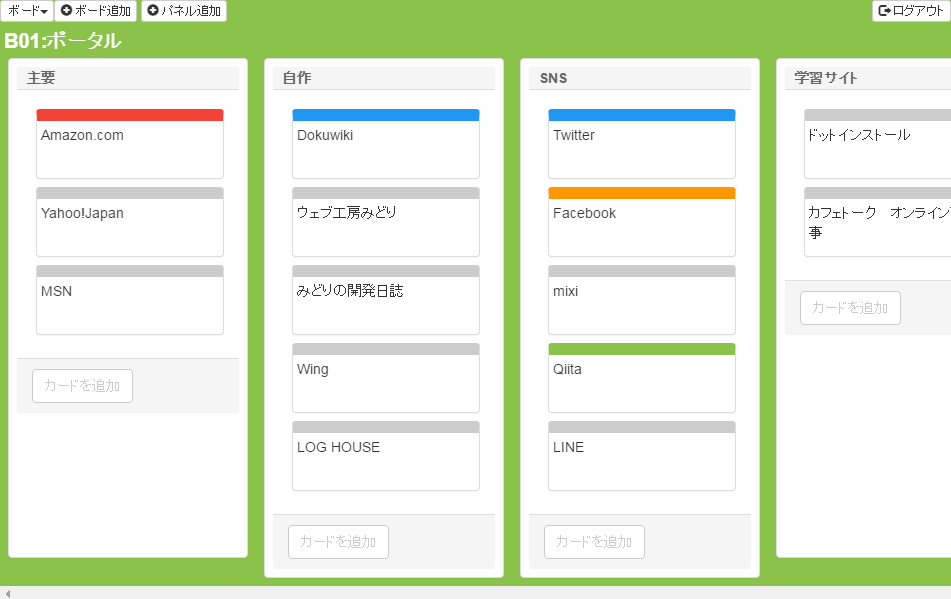 ボード
ボード追加
パネル追加
ログアウト
B01:ポータル
主要
Amazon.com
Yahoo!Japan
MSN
カードを追加
自作
Dokuwiki
ウェブ工房みどり
みどりの開発日誌
Wing
LOG HOUSE
カードを追加
SNS
Twitter
Facebook
mixi
Qiita
LINE
カードを追加
学習サイト
ドットインストール
カフェトーク　オンライン
事
カードを追加